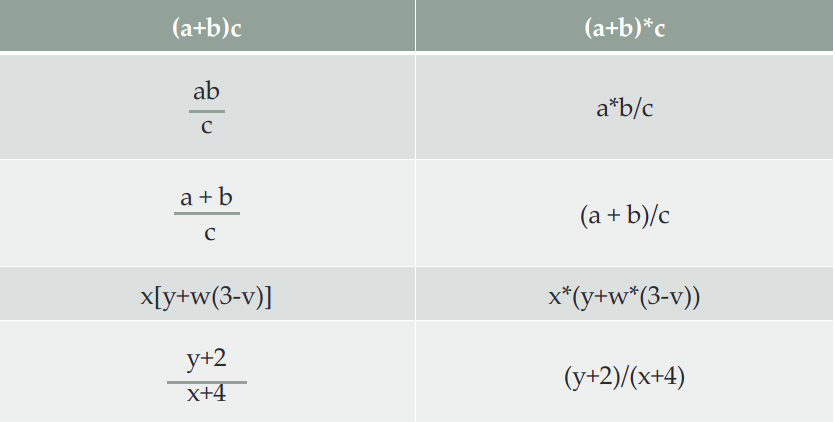 (a+b)c (a+b)*c
ab
c
a*b/c
a + b
c
(a + b)/c
x[y+w(3-v)] x*(y+w*(3-v))
y+2
x+4
(y+2)/(x+4)